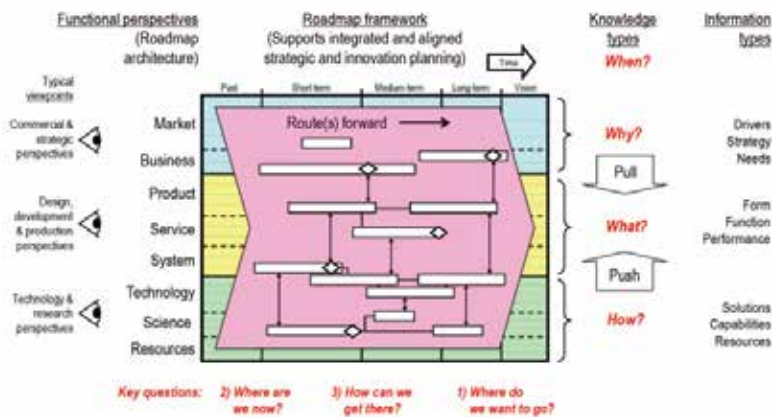 Functional perspectives
(Roadmap
architecture)
Roadmap framework
(Supports integrated and aligned
strategic and innovation planning)
Knowledge
types
Information
types
Time
When?
Typical
viewpoints
Past
Short term
Medium term
Long term
Vision
Commercial &
strategic
perspectives
Market
Business
Route(s) forward
Why?
Drivers
Strategy
Needs
Pull
Design,
development
& production
perspectives
Product
Service
System
What?
Form
Function
Performance
Push
Technology &
research
perspectives
Technology
Science
Resources
How?
Solutions
Capabilities
Resources
Key questions:
2) Where are
we now?
3) How can we
get there?
1) Where do
we want to go?